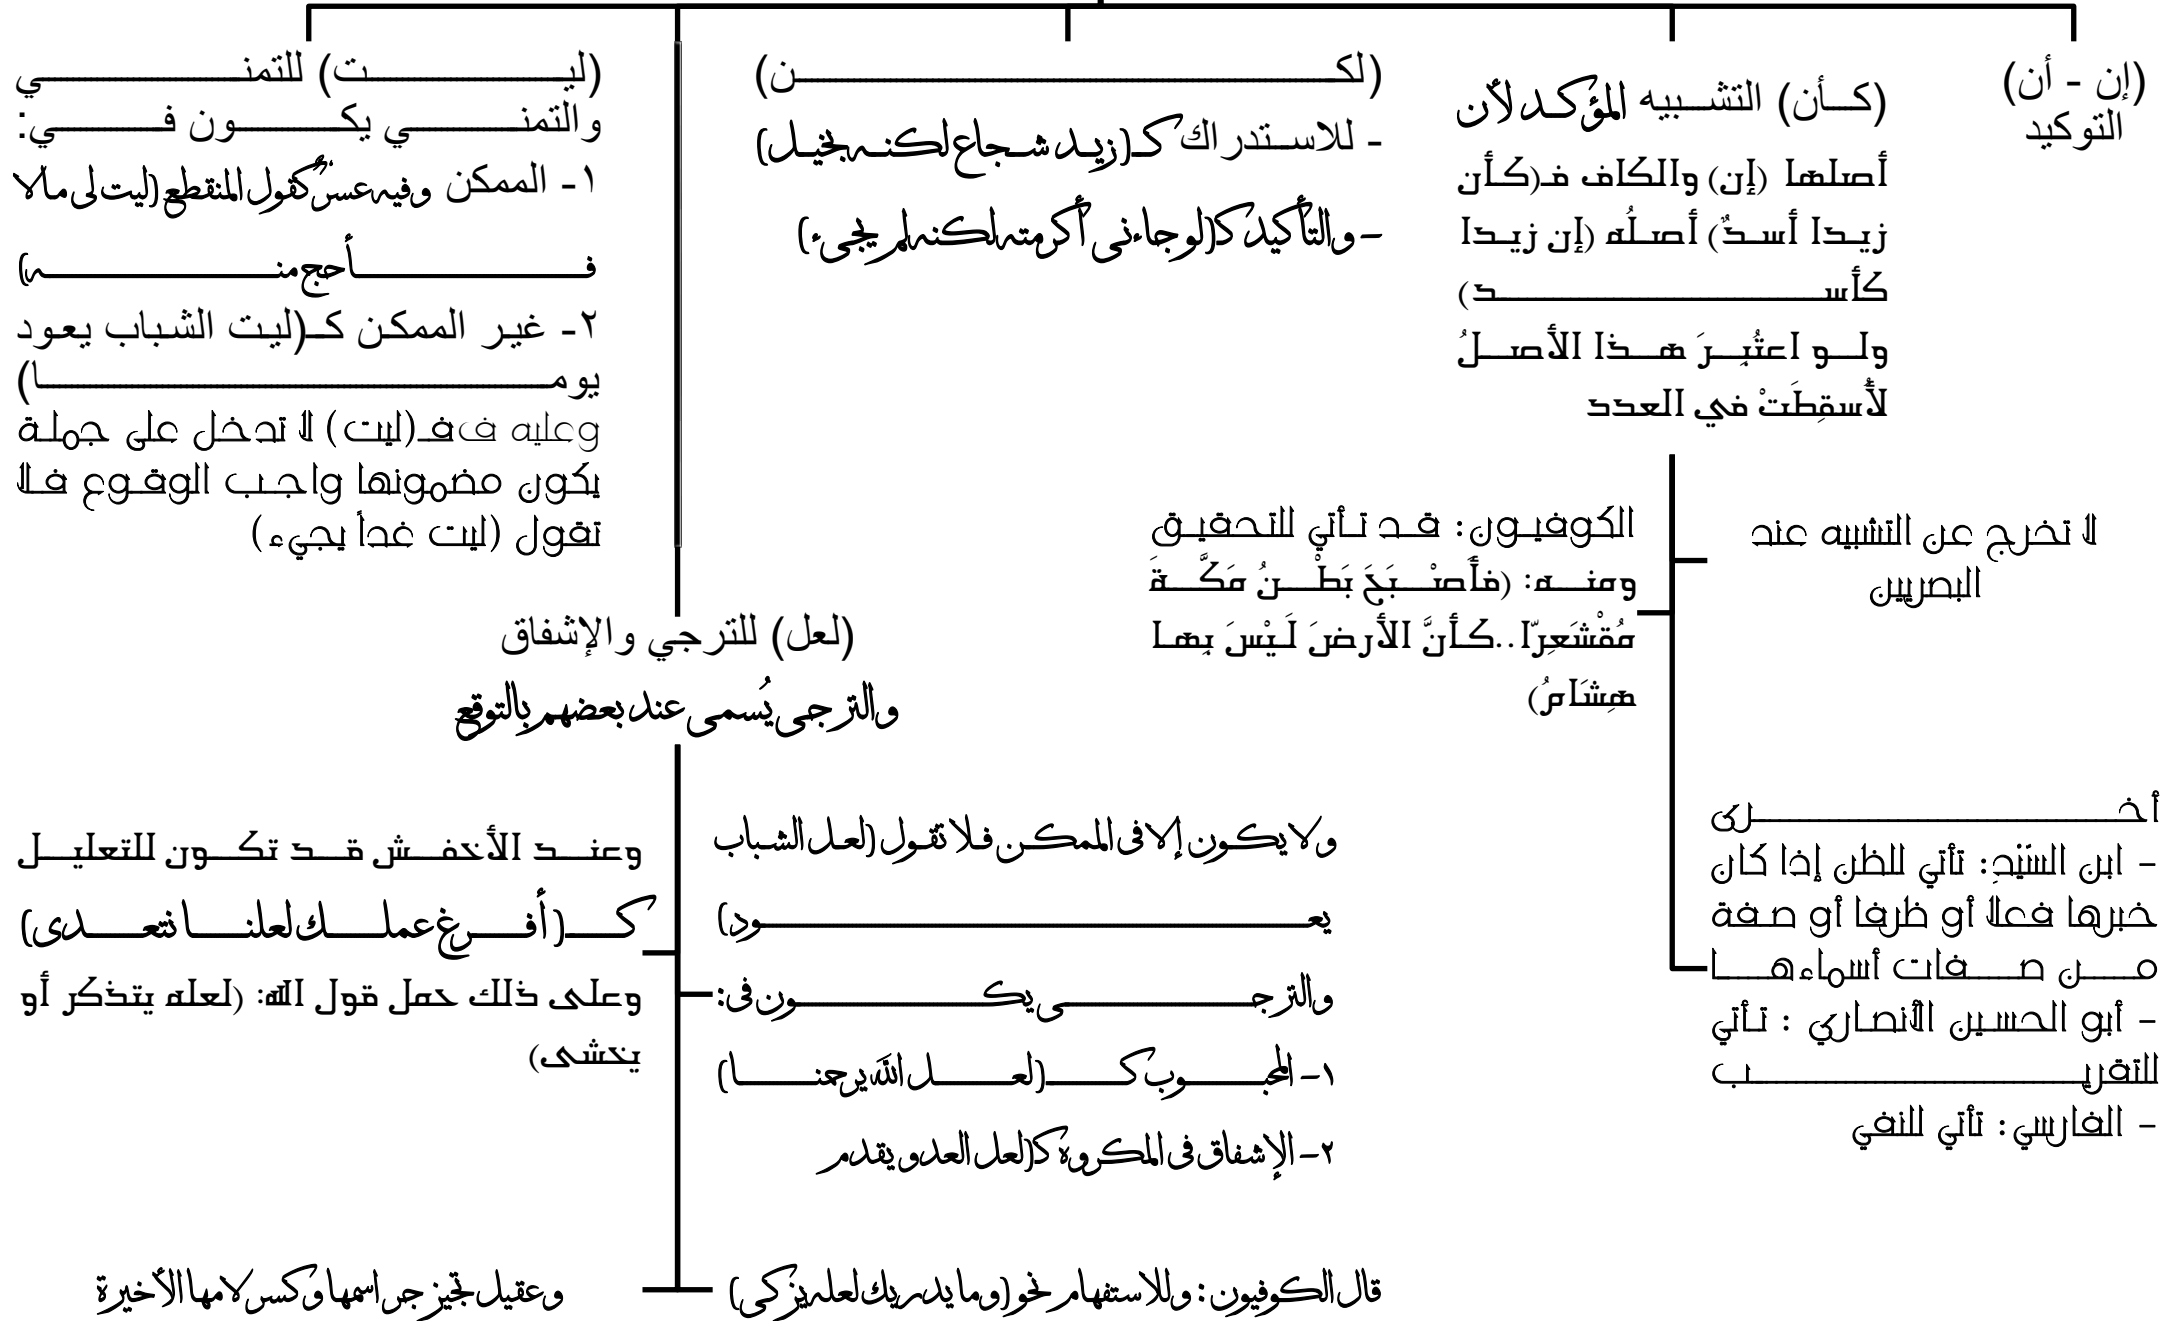 (إن - أن)
التوكيد
(كأن) التشبيه المؤكد لأن
أصلها (إن) والكاف فـ(كأن
زيدا أسدٌ) أصلُه (إن زيدا
كأسد)
ولو اعتُبِرَ هذا الأصلُ
لأُسقِطَتْ في العدد
لا تخرج عن التشبيه عند
البصريين
الكوفيون: قد تأتي للتحقيق
ومنه: (فأَصْبَحَ بَطْنُ مَكَّةَ
مُقْشَعِرّا..كأنَّ الأرضَ لَيْسَ بِها
هِشَامُ)
أخرى
- ابن السِّيْدِ: تأتي للظن إذا كان
خبرها فعلا أو ظرفا أو صفة
من صفات أسماءها
- أبو الحسين الأنصاري : تأتي
للتقريب
- الفارسي: تأتي للنفي
(لكن)
- للاستدراك كـ(زيد شجاع لكنه بخيل)
- والتأكيد كـ(لو جاءني أكرمته لكنه لم يجيء)
(لعل) للترجي والإشفاق
والترجي يُسمى عند بعضهم بالتوقع
ولا يكون إلا في الممكن فلا تقول (لعل الشباب
يعود)
والترجي يكون في:
١- المحبوب كـ(لعل الله يرحمنا)
٢- الإشفاق في المكروه كـ(لعل العدو يقدم
وعند الأخفش قد تكون للتعليل
كـ(أفرغ عملك لعلنا نتعدى)
وعلى ذلك حمل قول الله: (لعله يتذكر أو
يخشى)
قال الكوفيون: وللاستفهام نحو (وما يدريك لعله يزكى)
وعقيل تجيز جر اسمها وكسر لامها الأخيرة
(ليت) للتمني
والتمني يكون في:
١- الممكن وفيه عسرٌ كقول المنقطع (ليت لي مالا
فأحج منه)
٢- غير الممكن كـ(ليت الشباب يعود
يوما)
وعليه ف فـ(ليت) لا تدخل على جملة
يكون مضمونها واجب الوقوع فلا
تقول (ليت غداً يجيء)